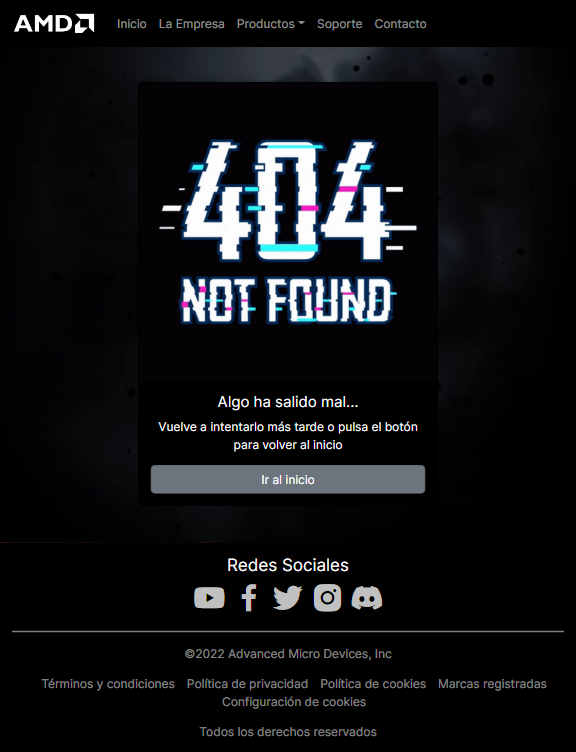 AMD
Inicio La Empresa Productos Soporte Contacto
404
NOT FOUND
Algo ha salido mal...
Vuelve a intentarlo más tarde o pulsa el botón
para volver al inicio
Ir al inicio
Redes Sociales
©2022 Advanced Micro Devices, Inc
Términos y condiciones Política de privacidad Política de cookies Marcas registradas
Configuración de cookies
Todos los derechos reservados